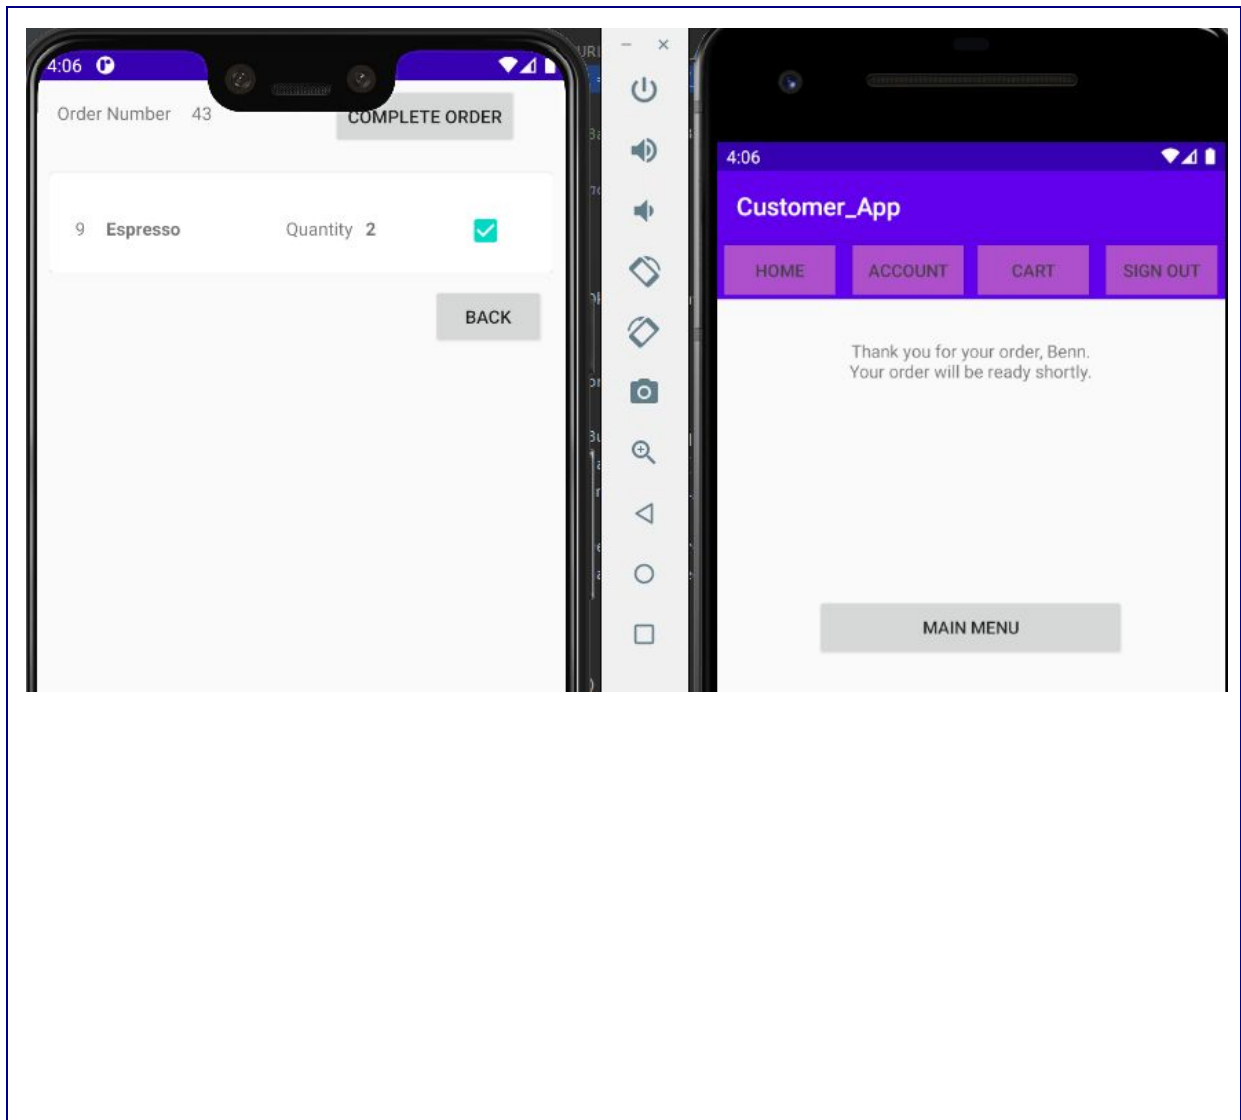 4:06
Order Number 43 COMPLETE ORDER
9 Espresso Quantity 2
BACK
4:06
Customer_App
HOME ACCOUNT CART SIGN OUT
Thank you for your order, Benn.
Your order will be ready shortly.
MAIN MENU